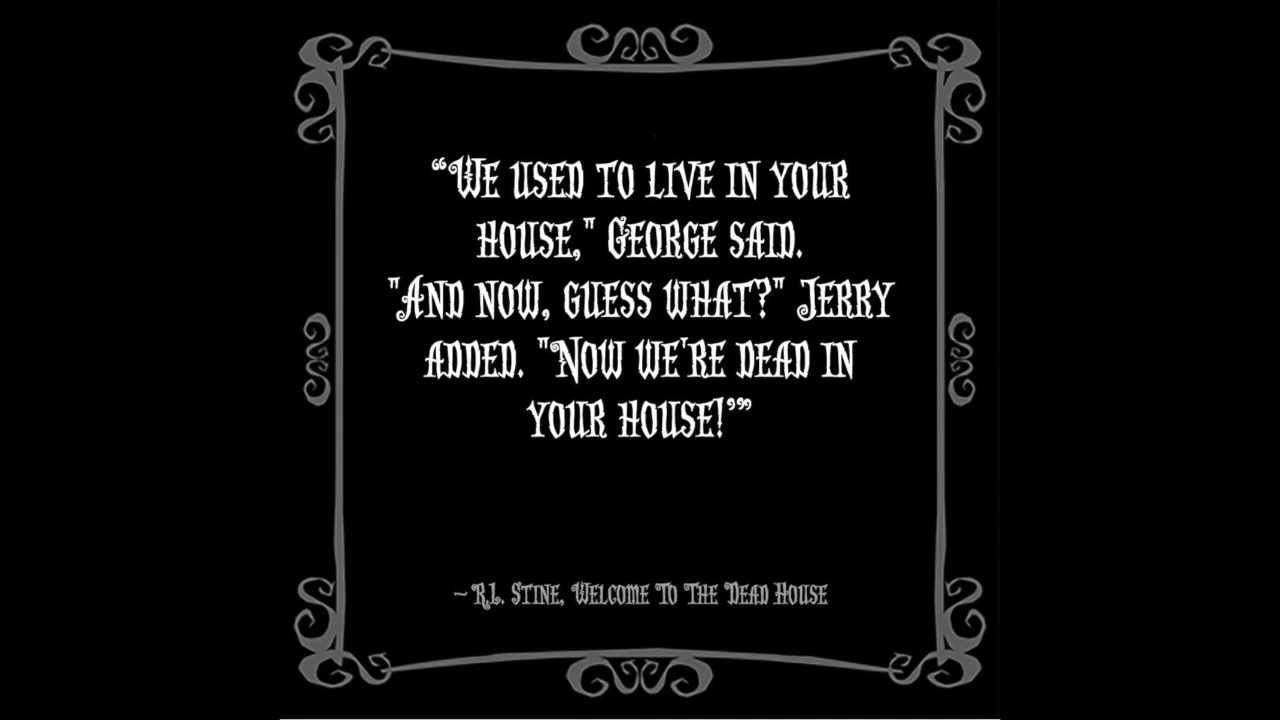 “We used to live in your
house," George said.
"And now, guess what?" Jerry
added. "Now we're dead in
your house!”’
~ R.L. Stine, Welcome To The Dead House